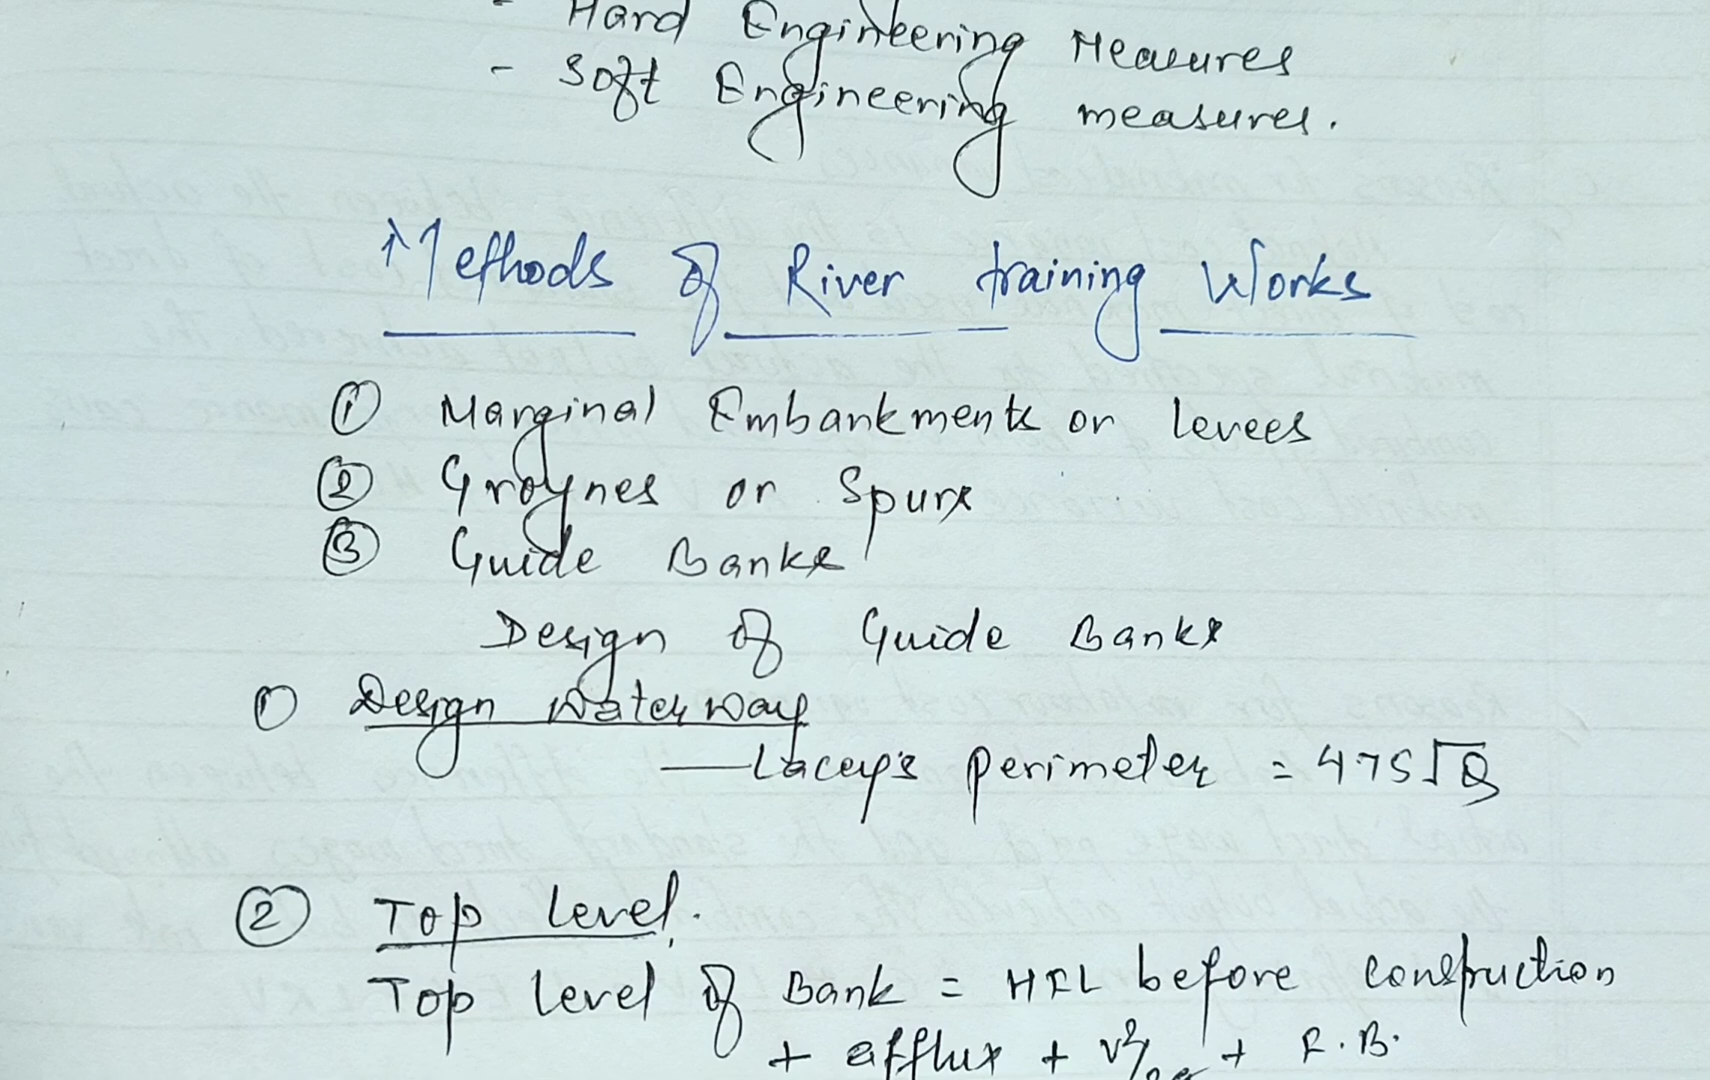 - Hard Engineering Measures
- Soft Engineering measures.
Methods of River training Works
① Marginal Embankments or levees
② Groynes or Spurs
③ Guide Banks
Design of Guide Banks
① Design Waterway
— Lacey's perimeter = 475√Q
② Top level.
Top level of Bank = HFL before construction
+ afflux + v²/2g + F.B.